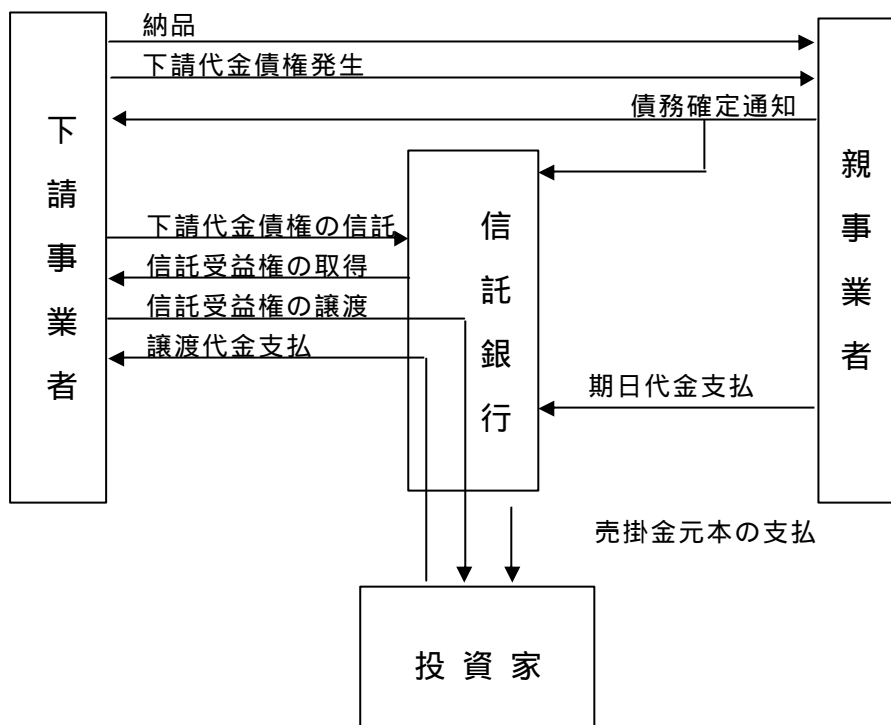 納品
下請代金債権発生
債務確定通知
下請事業者
親事業者
信託銀行
下請代金債権の信託
信託受益権の取得
信託受益権の譲渡
譲渡代金支払
期日代金支払
売掛金元本の支払
投資家